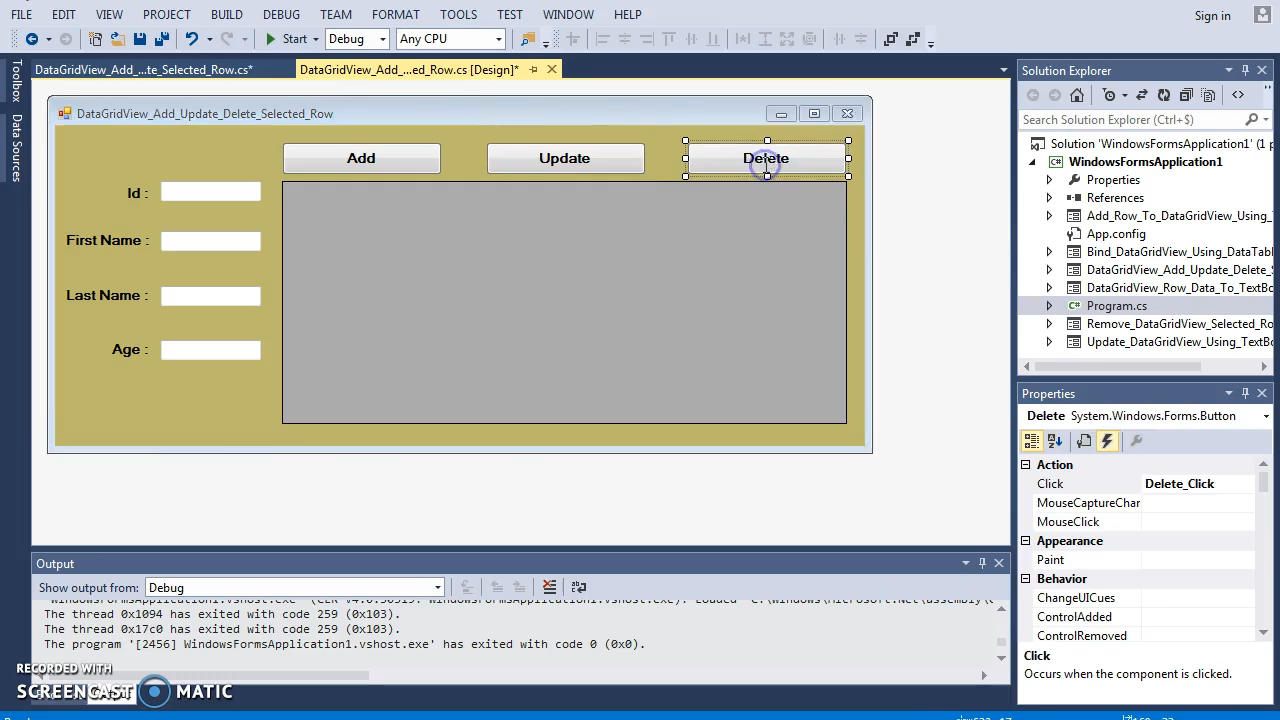 FILE EDIT VIEW PROJECT BUILD DEBUG TEAM FORMAT TOOLS TEST WINDOW HELP Sign in
Start Debug Any CPU
Toolbox
Data Sources
DataGridView_Add_...te_Selected_Row.cs*
DataGridView_Add_...ed_Row.cs [Design]*
DataGridView_Add_Update_Delete_Selected_Row
Add Update Delete
Id :
First Name :
Last Name :
Age :
Solution Explorer
Search Solution Explorer (Ctrl+$)
Solution 'WindowsFormsApplication1' (1 p
WindowsFormsApplication1
Properties
References
Add_Row_To_DataGridView_Using_
App.config
Bind_DataGridView_Using_DataTab
DataGridView_Add_Update_Delete_S
DataGridView_Row_Data_To_TextBo
Program.cs
Remove_DataGridView_Selected_Ro
Update_DataGridView_Using_TextBo
Properties
Delete System.Windows.Forms.Button
Action
Click Delete_Click
MouseCaptureChar
MouseClick
Appearance
Paint
Behavior
ChangeUICues
ControlAdded
ControlRemoved
Click
Occurs when the component is clicked.
Output
Show output from: Debug
The thread 0x1094 has exited with code 259 (0x103).
The thread 0x17c0 has exited with code 259 (0x103).
The program '[2456] WindowsFormsApplication1.vshost.exe' has exited with code 0 (0x0).
RECORDED WITH
SCREENCAST MATIC